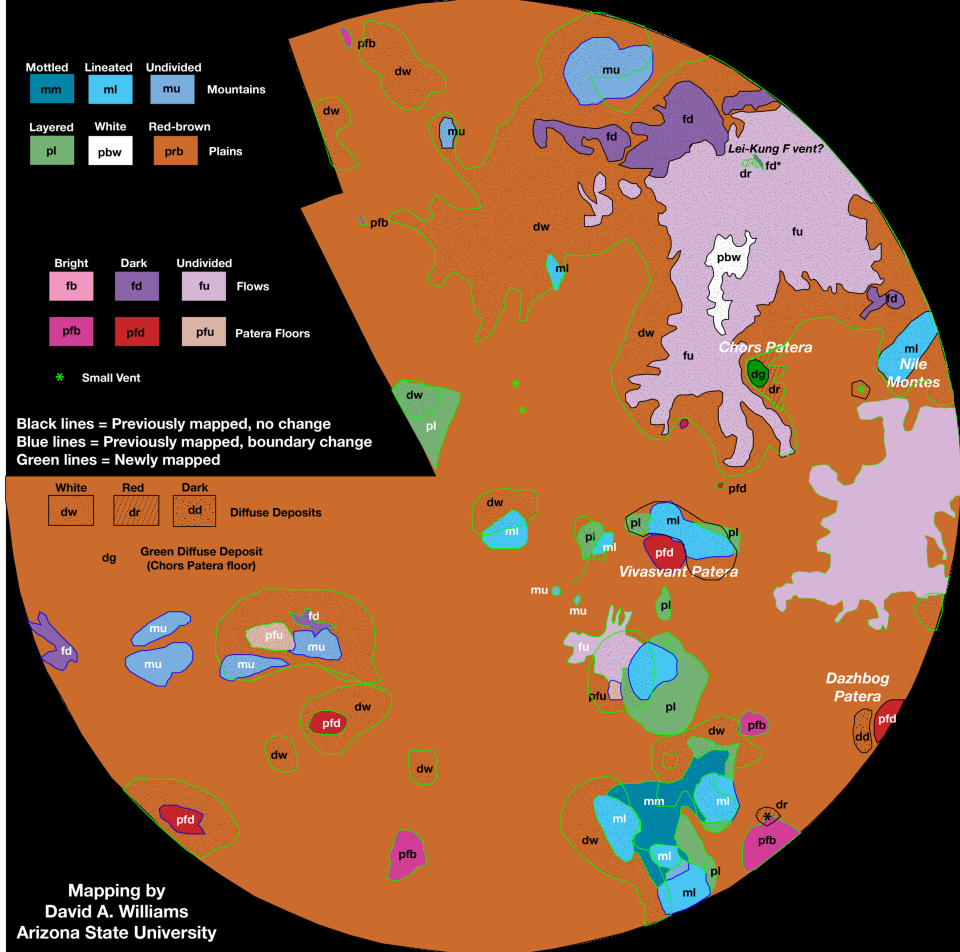 Mottled Lineated Undivided
mm ml mu Mountains
Layered White Red-brown
pl pbw prb Plains
Bright Dark Undivided
fb fd fu Flows
pfb pfd pfu Patera Floors
* Small Vent
Black lines = Previously mapped, no change
Blue lines = Previously mapped, boundary change
Green lines = Newly mapped
White Red Dark
dw dr dd Diffuse Deposits
dg Green Diffuse Deposit
(Chors Patera floor)
pfb
dw
mu
dw
mu
fd
fd
Lei-Kung F vent?
fd*
dr
pfb
dw
fu
pbw
ml
fd
dw
fu
Chors Patera
ml
Nile
Montes
dg
dr
dw
pl
pfd
dw
ml
pl
ml
pl
ml
pl
pfd
Vivasvant Patera
mu
mu
pl
fd
mu
fd
pfu
mu
mu
mu
fu
pfu
pl
Dazhbog
Patera
pfd
dd
dw
pfd
dw
pfb
dw
dw
mm
ml
ml
dr
*
pfd
dw
pfb
ml
pl
ml
pfb
Mapping by
David A. Williams
Arizona State University